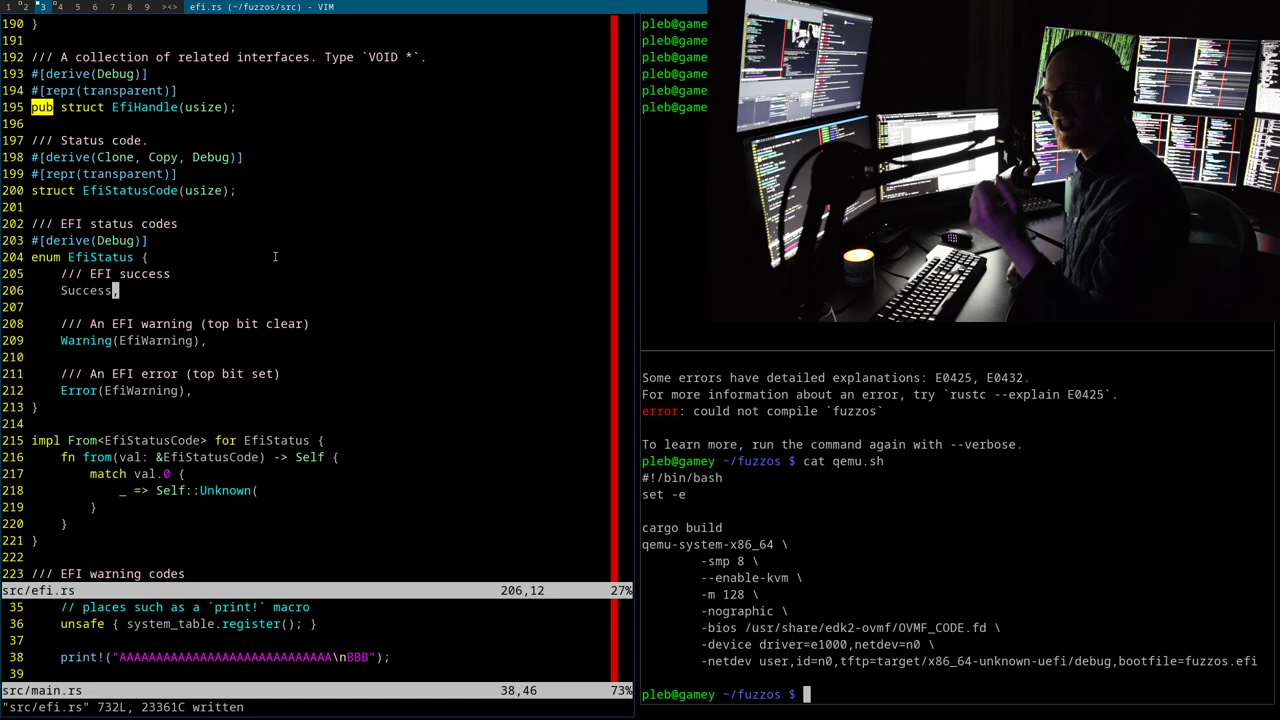 1 2 3 4 5 6 7 8 9 ><> efi.rs (~/fuzzos/src) - VIM
190 }
191
192 /// A collection of related interfaces. Type `VOID *`.
193 #[derive(Debug)]
194 #[repr(transparent)]
195 pub struct EfiHandle(usize);
196
197 /// Status code.
198 #[derive(Clone, Copy, Debug)]
199 #[repr(transparent)]
200 struct EfiStatusCode(usize);
201
202 /// EFI status codes
203 #[derive(Debug)]
204 enum EfiStatus {
205     /// EFI success
206     Success,
207
208     /// An EFI warning (top bit clear)
209     Warning(EfiWarning),
210
211     /// An EFI error (top bit set)
212     Error(EfiWarning),
213 }
214
215 impl From<EfiStatusCode> for EfiStatus {
216     fn from(val: &EfiStatusCode) -> Self {
217         match val.0 {
218             _ => Self::Unknown(
219         }
220     }
221 }
222
223 /// EFI warning codes
src/efi.rs 206,12 27%
35     // places such as a `print!` macro
36     unsafe { system_table.register(); }
37
38     print!("AAAAAAAAAAAAAAAAAAAAAAAAAAAAA\nBBB");
39
src/main.rs 38,46 73%
"src/efi.rs" 732L, 23361C written
pleb@game
pleb@game
pleb@game
pleb@game
pleb@game
pleb@game
Some errors have detailed explanations: E0425, E0432.
For more information about an error, try `rustc --explain E0425`.
error: could not compile `fuzzos`
To learn more, run the command again with --verbose.
pleb@gamey ~/fuzzos $ cat qemu.sh
#!/bin/bash
set -e
cargo build
qemu-system-x86_64 \
-smp 8 \
--enable-kvm \
-m 128 \
-nographic \
-bios /usr/share/edk2-ovmf/OVMF_CODE.fd \
-device driver=e1000,netdev=n0 \
-netdev user,id=n0,tftp=target/x86_64-unknown-uefi/debug,bootfile=fuzzos.efi
pleb@gamey ~/fuzzos $